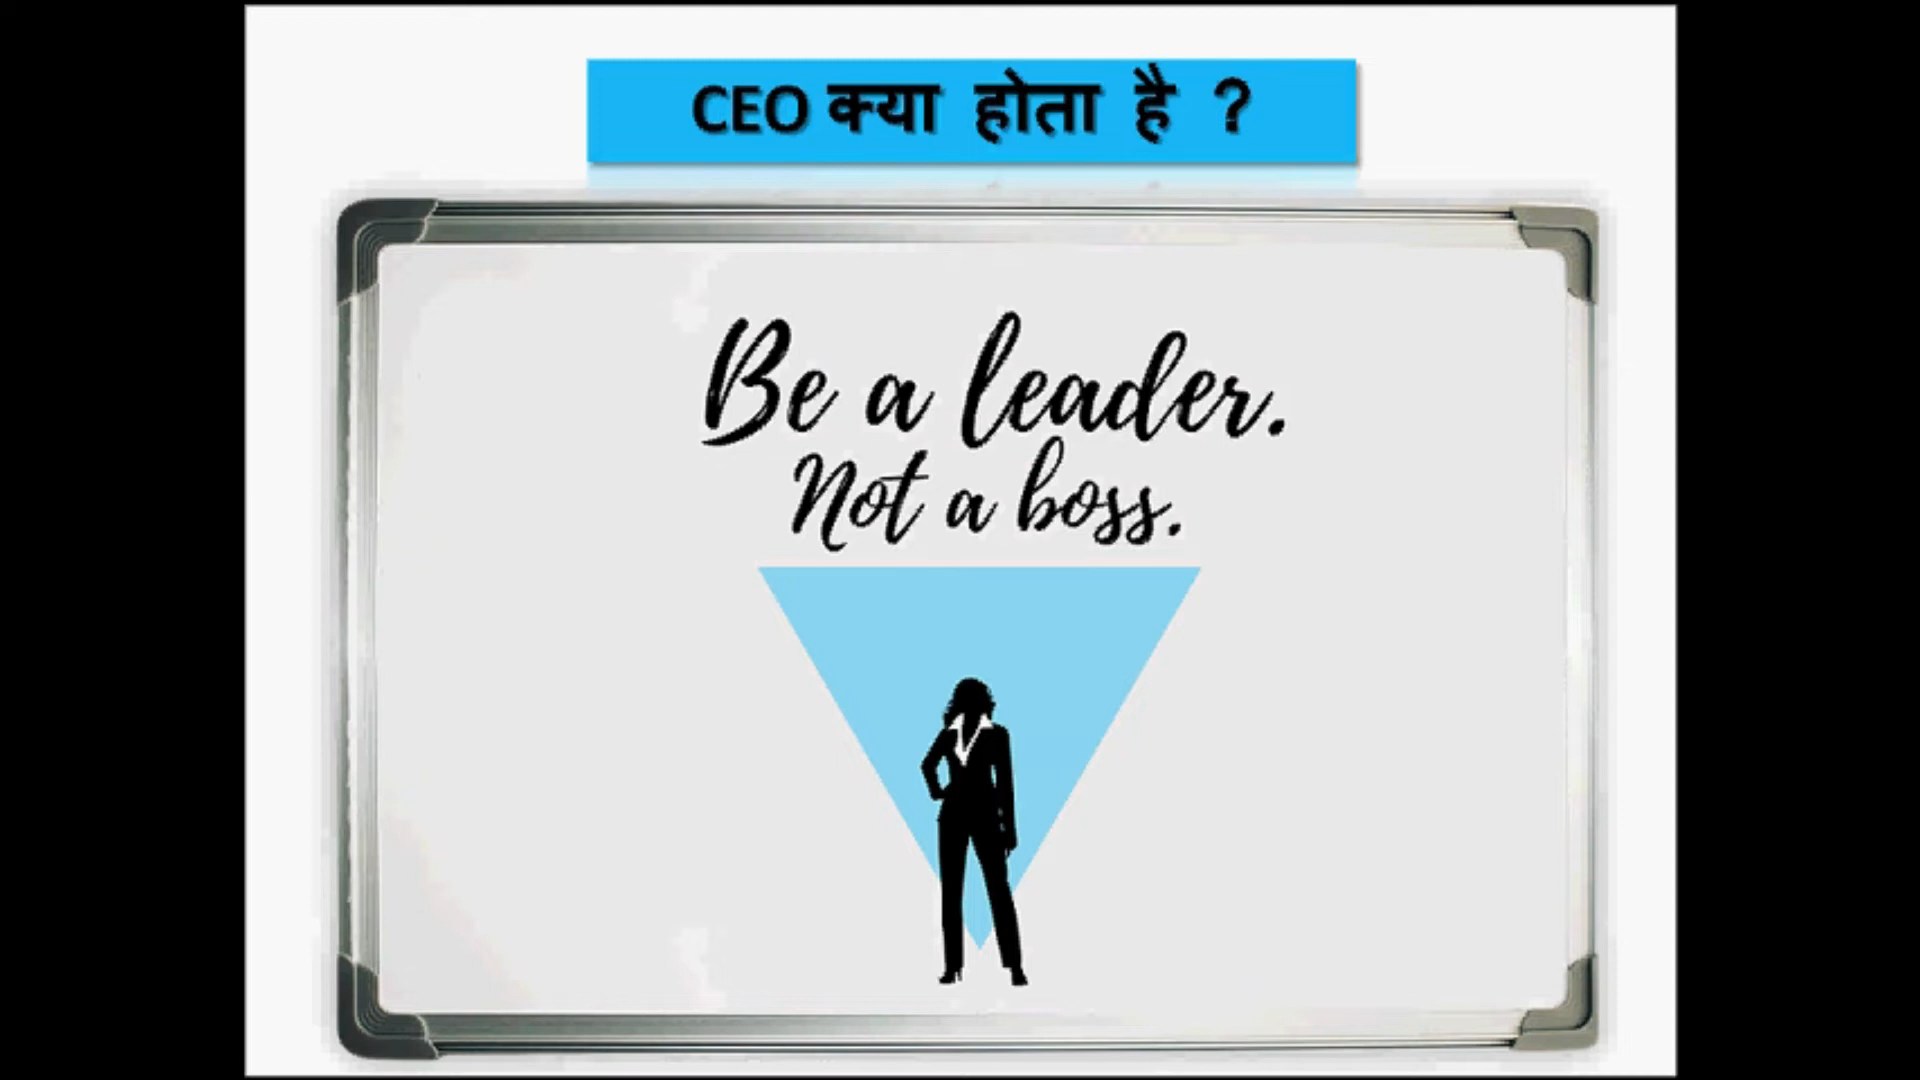 CEO क्या होता है ?
Be a leader.
Not a boss.